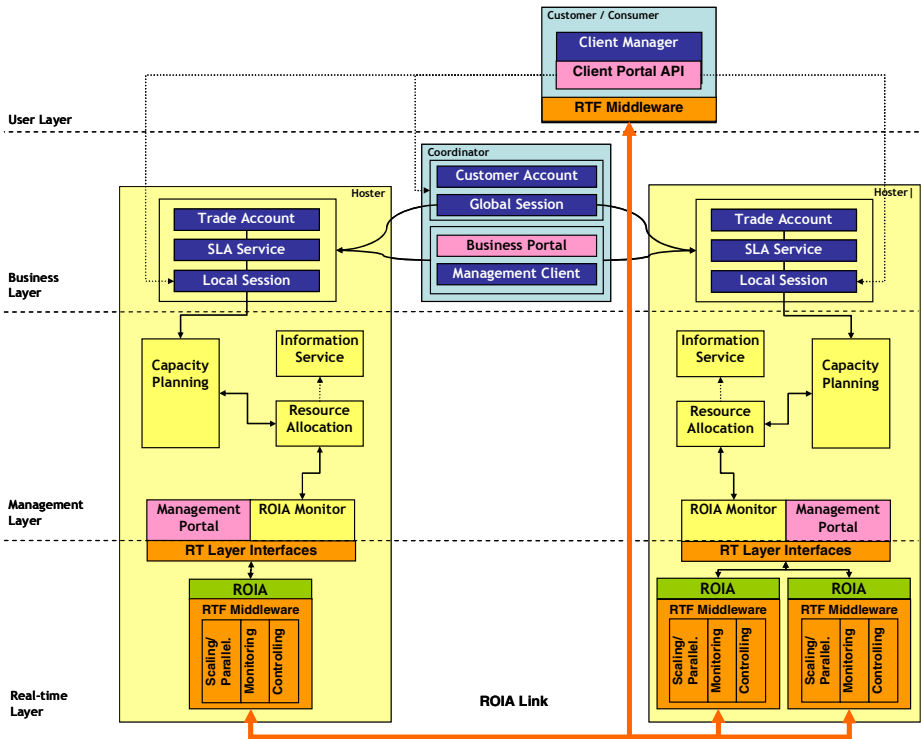 Customer / Consumer
Client Manager
Client Portal API
RTF Middleware
User Layer
Coordinator
Customer Account
Global Session
Business Portal
Management Client
Hoster
Trade Account
SLA Service
Local Session
Hoster|
Trade Account
SLA Service
Local Session
Business
Layer
Capacity
Planning
Information
Service
Resource
Allocation
Information
Service
Resource
Allocation
Capacity
Planning
Management
Layer
Management
Portal
ROIA Monitor
RT Layer Interfaces
ROIA Monitor
Management
Portal
RT Layer Interfaces
ROIA
RTF Middleware
Scaling/
Parallel.
Monitoring
Controlling
ROIA
RTF Middleware
Scaling/
Parallel.
Monitoring
Controlling
ROIA
RTF Middleware
Scaling/
Parallel.
Monitoring
Controlling
Real-time
Layer
ROIA Link